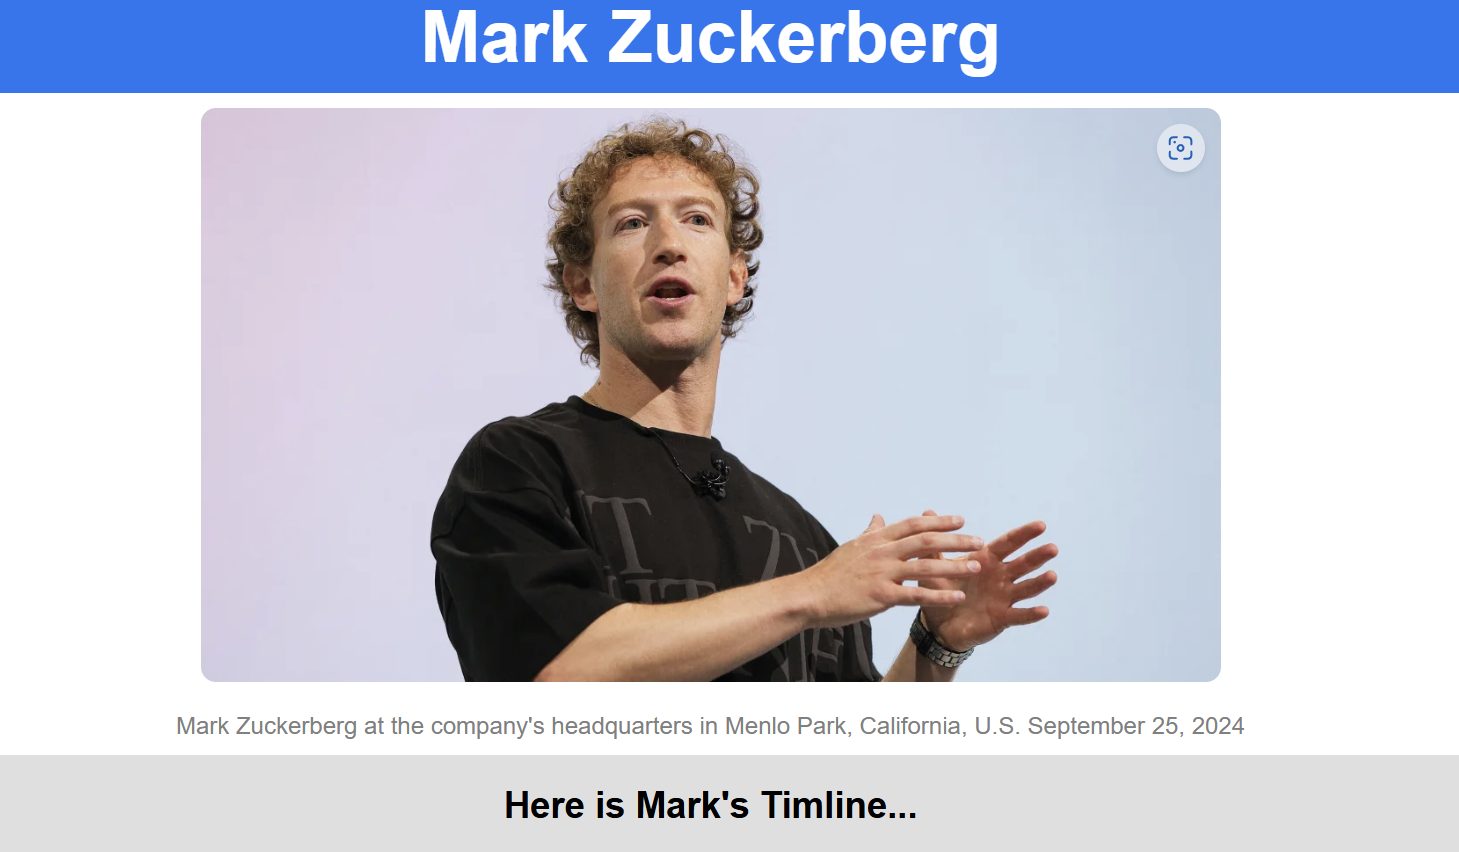 Mark Zuckerberg
Mark Zuckerberg at the company's headquarters in Menlo Park, California, U.S. September 25, 2024
Here is Mark's Timline...